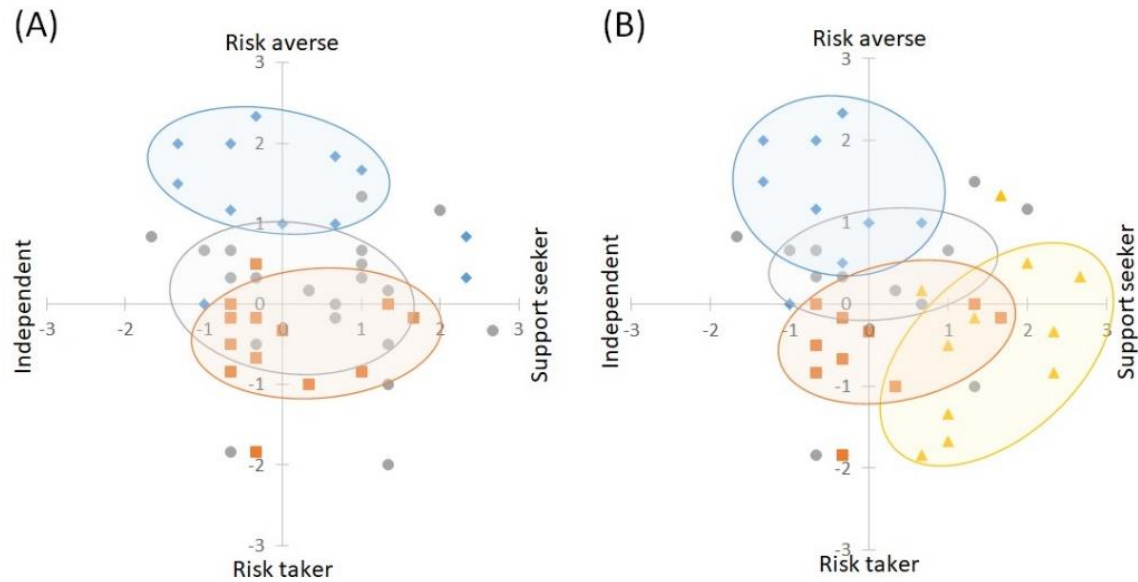 (A)
Risk averse
3
2
1
Independent
-3
-2
-1
0
1
2
3
Support seeker
-1
-2
-3
Risk taker
(B)
Risk averse
3
2
1
Independent
-3
-2
-1
0
1
2
3
Support seeker
-1
-2
-3
Risk taker